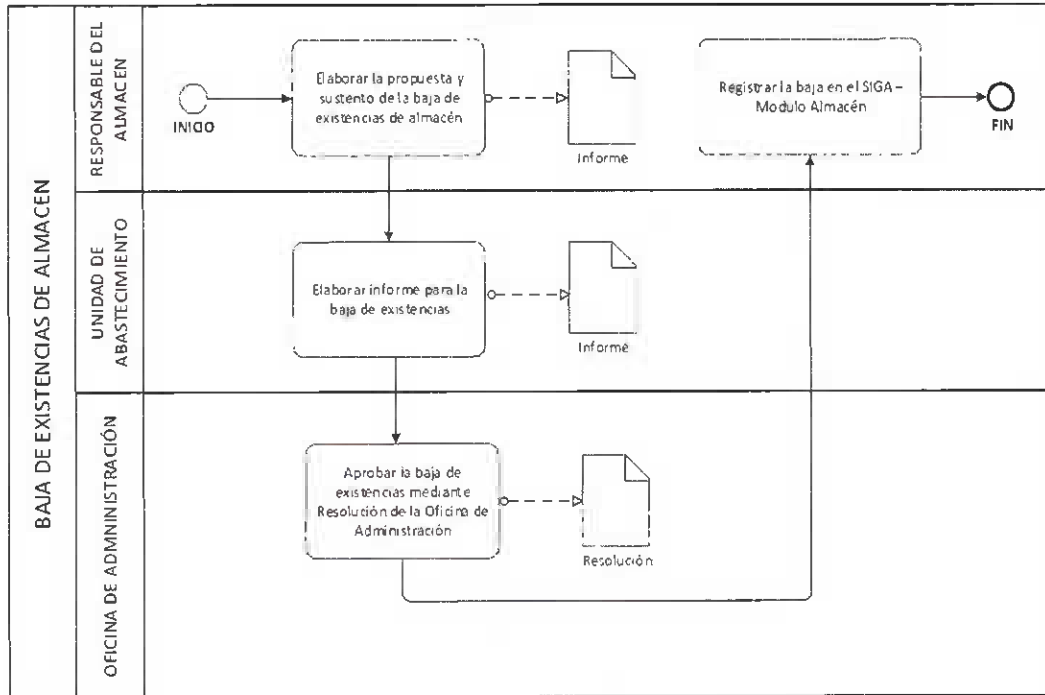 BAJA DE EXISTENCIAS DE ALMACEN
RESPONSABLE DEL
ALMACEN
INICIO
Elaborar la propuesta y
sustento de la baja de
existencias de almacén
Informe
Registrar la baja en el SIGA –
Modulo Almacén
FIN
UNIDAD DE
ABASTECIMIENTO
Elaborar informe para la
baja de existencias
Informe
OFICINA DE ADMNINISTRACIÓN
Aprobar la baja de
existencias mediante
Resolución de la Oficina de
Administración
Resolución